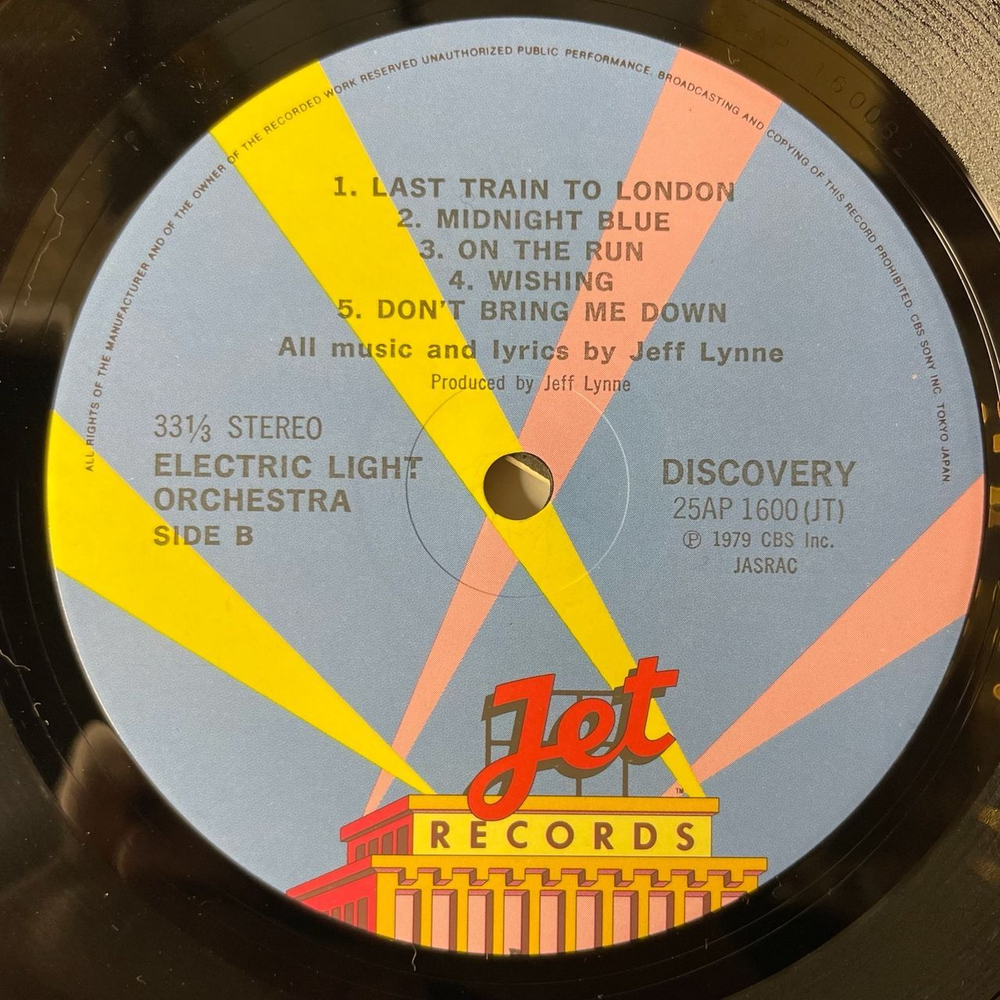 ALL RIGHTS OF THE MANUFACTURER AND OF THE OWNER OF THE RECORDED WORK RESERVED UNAUTHORIZED PUBLIC PERFORMANCE. BROADCASTING AND COPYING OF THIS RECORD PROHIBITED. CBS SONY INC. TOKYO JAPAN
1. LAST TRAIN TO LONDON
2. MIDNIGHT BLUE
3. ON THE RUN
4. WISHING
5. DON'T BRING ME DOWN
All music and lyrics by Jeff Lynne
Produced by Jeff Lynne
33⅓ STEREO
ELECTRIC LIGHT
ORCHESTRA
SIDE B
DISCOVERY
25AP 1600(JT)
Ⓟ 1979 CBS Inc.
JASRAC
Jet
TM
RECORDS